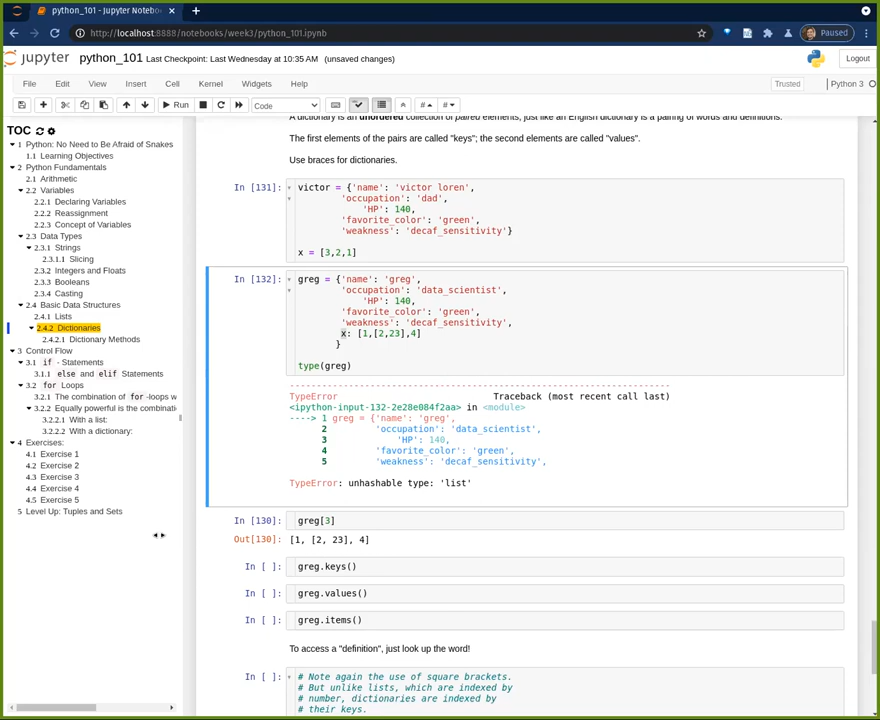 python_101 - Jupyter Notebo
http://localhost:8888/notebooks/week3/python_101.ipynb
Paused
jupyter python_101 Last Checkpoint: Last Wednesday at 10:35 AM (unsaved changes)
Logout
File Edit View Insert Cell Kernel Widgets Help
Trusted
Python 3
Run
Code
A dictionary is an unordered collection of paired elements, just like an English dictionary is a pairing of words and definitions.
The first elements of the pairs are called "keys"; the second elements are called "values".
Use braces for dictionaries.
TOC
1 Python: No Need to Be Afraid of Snakes
1.1 Learning Objectives
2 Python Fundamentals
2.1 Arithmetic
2.2 Variables
2.2.1 Declaring Variables
2.2.2 Reassignment
2.2.3 Concept of Variables
2.3 Data Types
2.3.1 Strings
2.3.1.1 Slicing
2.3.2 Integers and Floats
2.3.3 Booleans
2.3.4 Casting
2.4 Basic Data Structures
2.4.1 Lists
2.4.2 Dictionaries
2.4.2.1 Dictionary Methods
3 Control Flow
3.1 if - Statements
3.1.1 else and elif Statements
3.2 for Loops
3.2.1 The combination of for -loops w
3.2.2 Equally powerful is the combinati
3.2.2.1 With a list:
3.2.2.2 With a dictionary:
4 Exercises:
4.1 Exercise 1
4.2 Exercise 2
4.3 Exercise 3
4.4 Exercise 4
4.5 Exercise 5
5 Level Up: Tuples and Sets
In [131]: victor = {'name': 'victor loren',
'occupation': 'dad',
'HP': 140,
'favorite_color': 'green',
'weakness': 'decaf_sensitivity'}
x = [3,2,1]
In [132]: greg = {'name': 'greg',
'occupation': 'data_scientist',
'HP': 140,
'favorite_color': 'green',
'weakness': 'decaf_sensitivity',
x: [1,[2,23],4]
}
type(greg)
---------------------------------------------------------------------------
TypeError Traceback (most recent call last)
<ipython-input-132-2e28e084f2aa> in <module>
----> 1 greg = {'name': 'greg',
2 'occupation': 'data_scientist',
3 'HP': 140,
4 'favorite_color': 'green',
5 'weakness': 'decaf_sensitivity',
TypeError: unhashable type: 'list'
In [130]: greg[3]
Out[130]: [1, [2, 23], 4]
In [ ]: greg.keys()
In [ ]: greg.values()
In [ ]: greg.items()
To access a "definition", just look up the word!
In [ ]: # Note again the use of square brackets.
# But unlike lists, which are indexed by
# number, dictionaries are indexed by
# their keys.